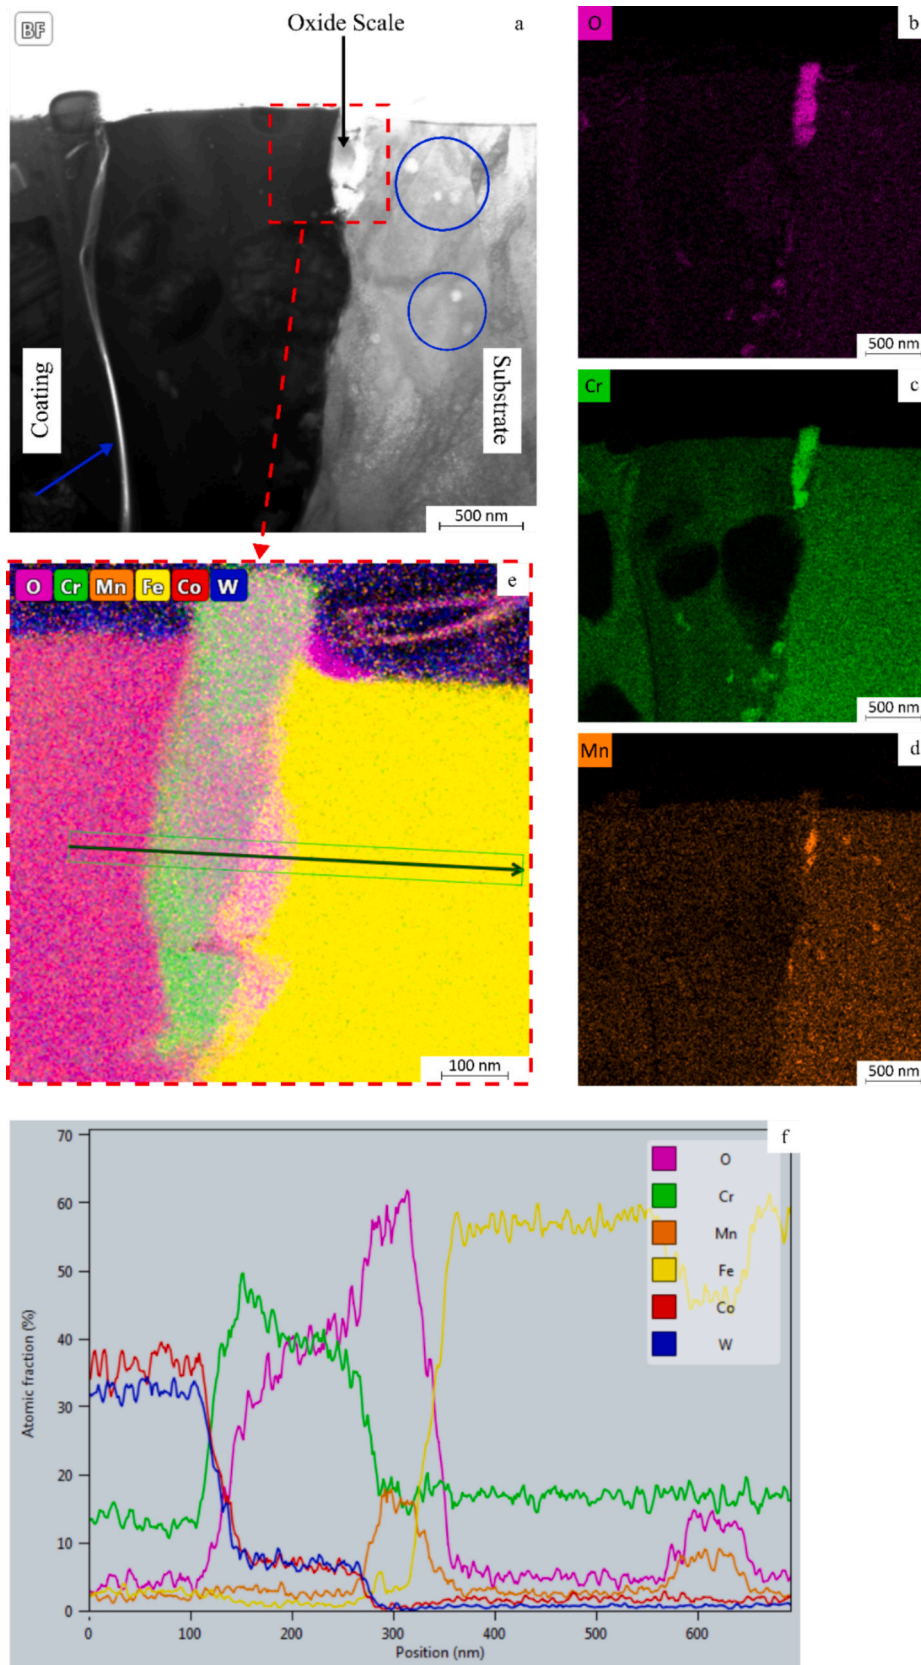 BF
Oxide Scale
a
Coating
Substrate
500 nm
O
b
500 nm
Cr
c
500 nm
Mn
d
500 nm
O Cr Mn Fe Co W
e
100 nm
f
70
60
50
40
30
20
10
0
Atomic fraction (%)
O
Cr
Mn
Fe
Co
W
0 100 200 300 400 500 600
Position (nm)